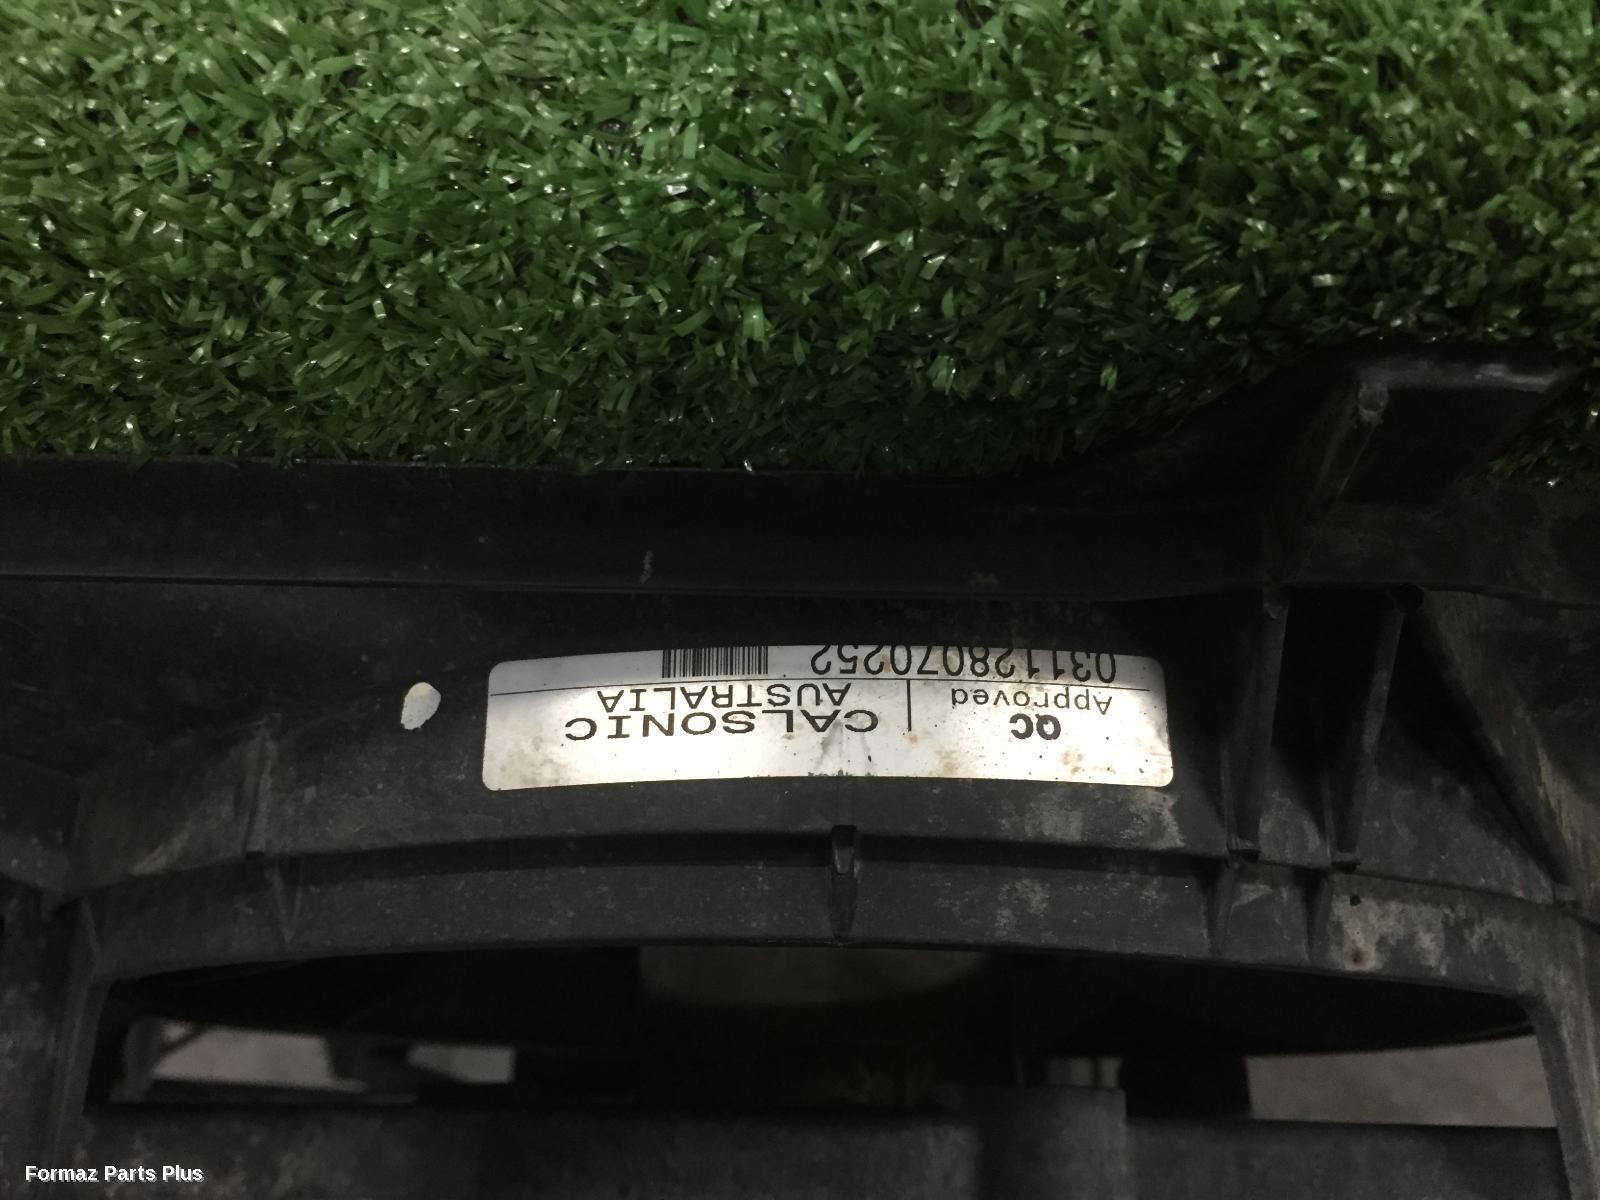 QC
Approved
CALSONIC
AUSTRALIA
031128070252
Formaz Parts Plus